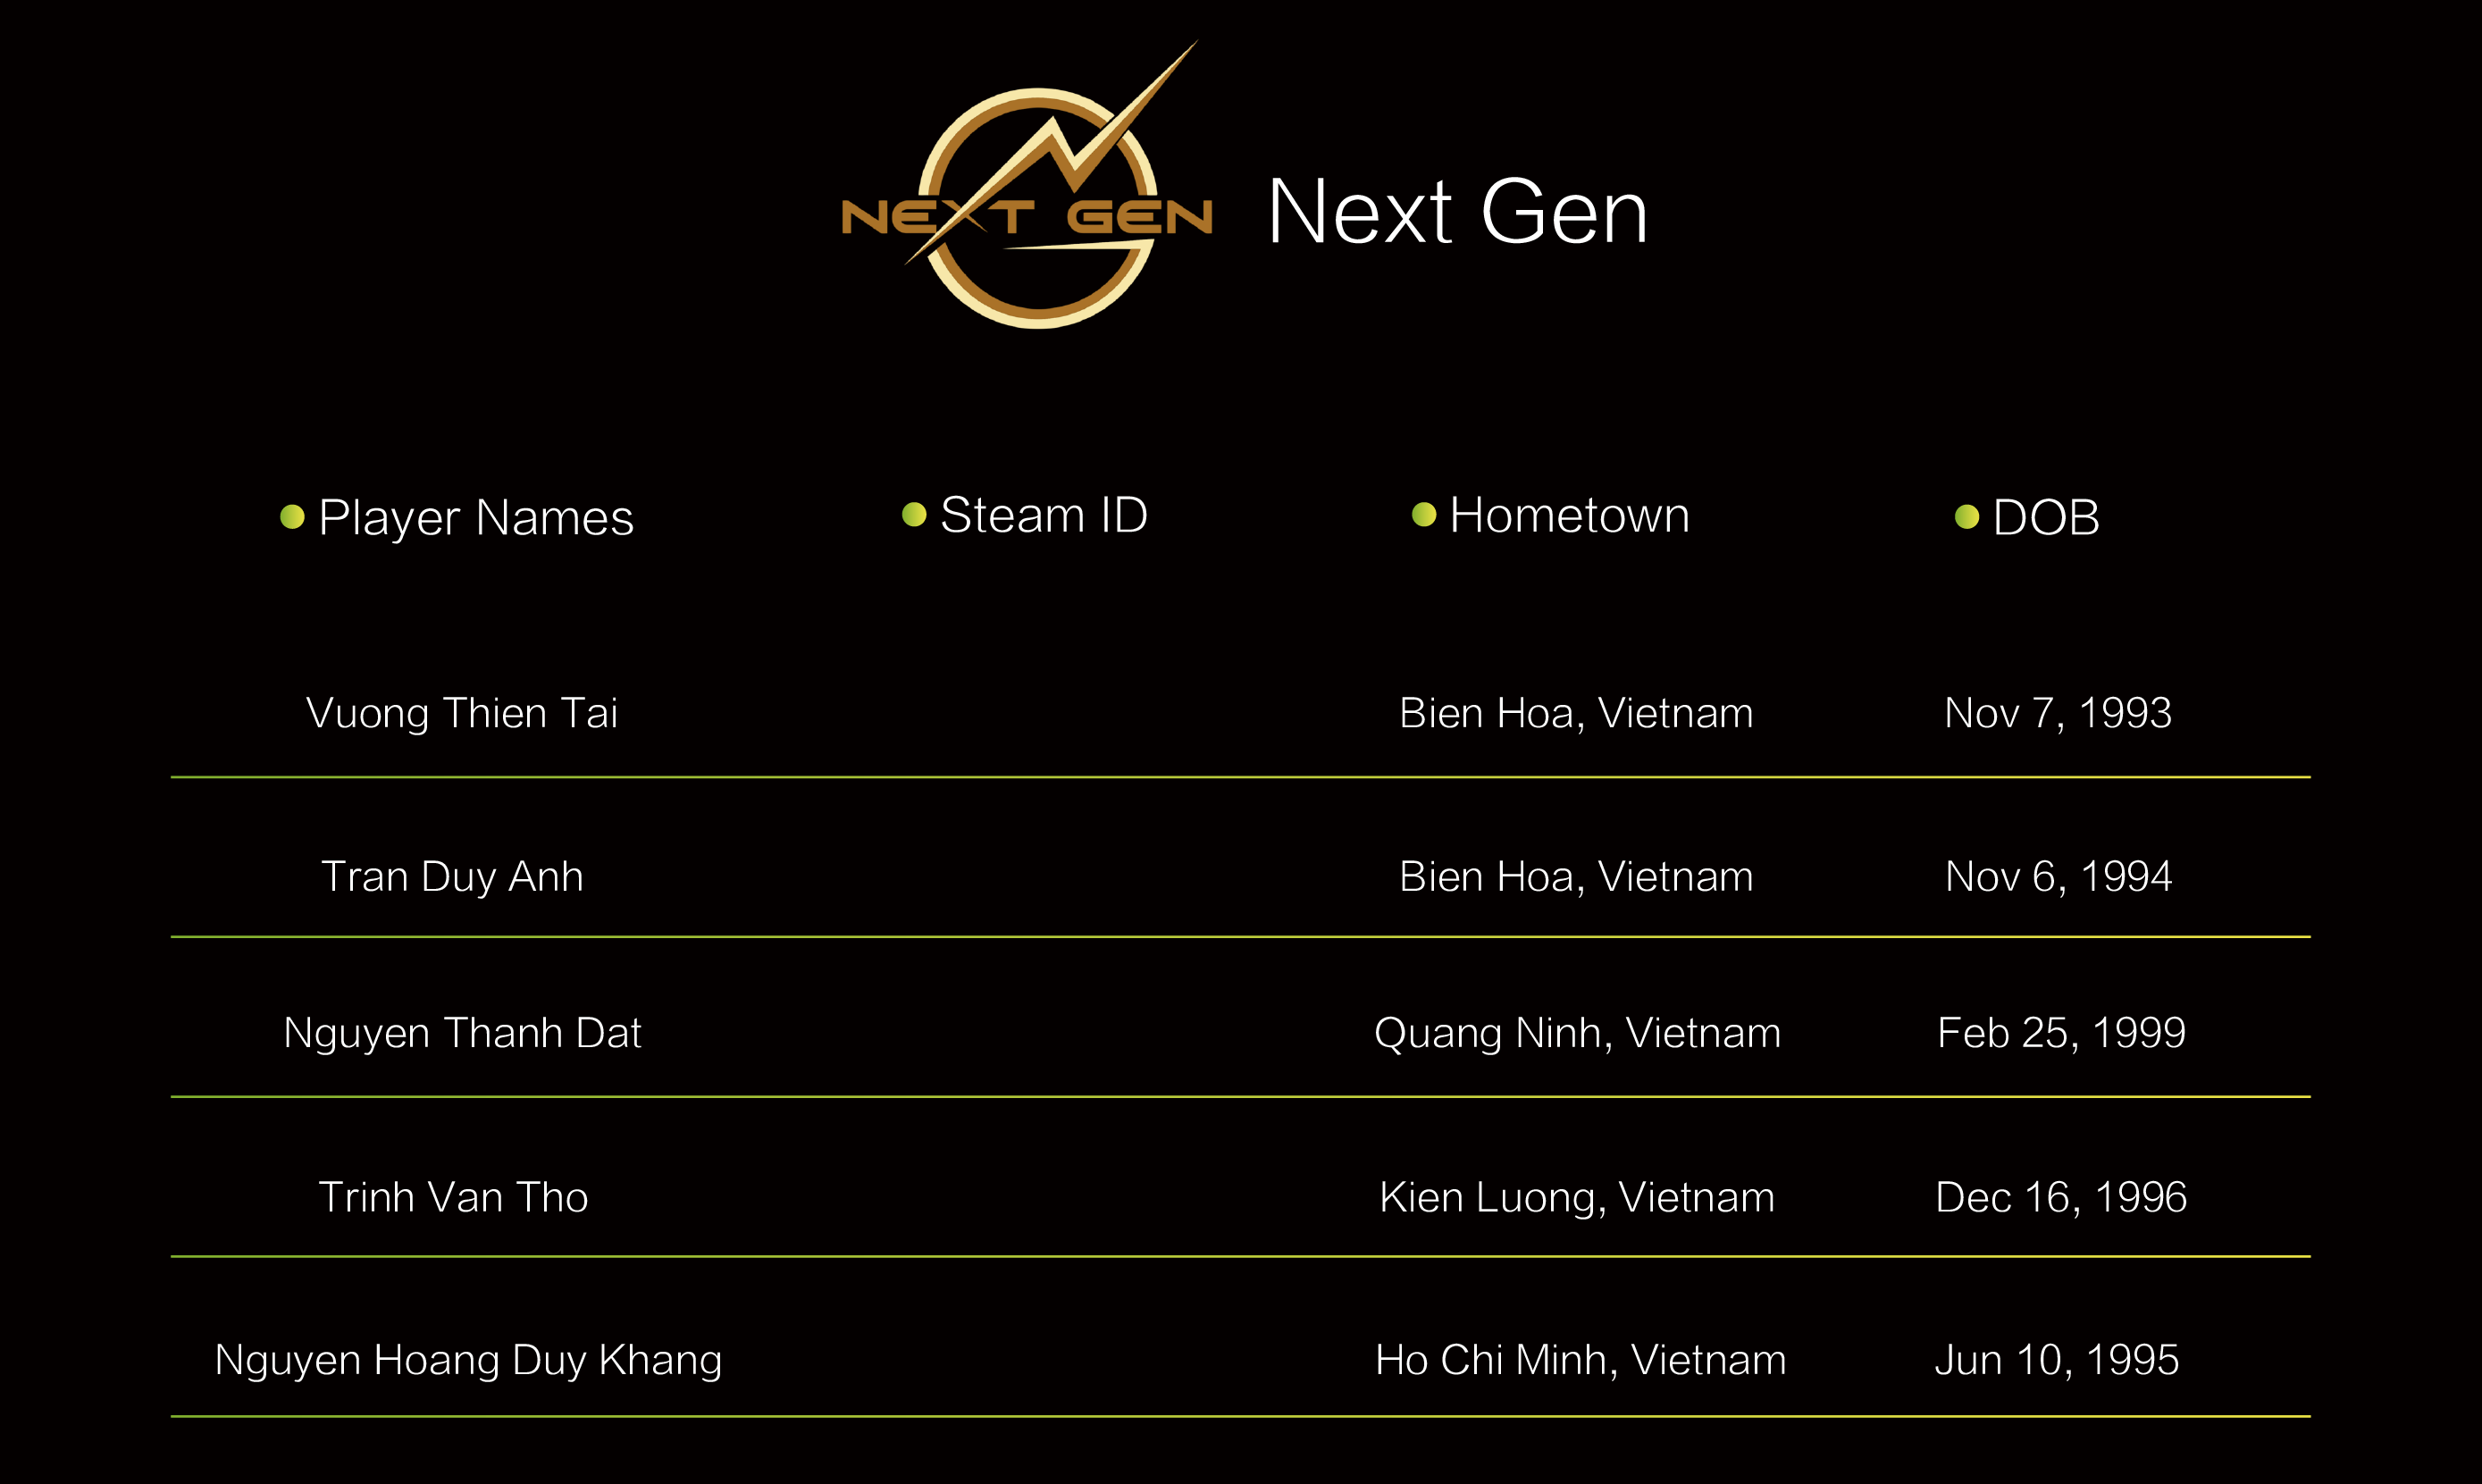 NEXT GEN
Next Gen
Player Names Steam ID Hometown DOB
Vuong Thien Tai Bien Hoa, Vietnam Nov 7, 1993
Tran Duy Anh Bien Hoa, Vietnam Nov 6, 1994
Nguyen Thanh Dat Quang Ninh, Vietnam Feb 25, 1999
Trinh Van Tho Kien Luong, Vietnam Dec 16, 1996
Nguyen Hoang Duy Khang Ho Chi Minh, Vietnam Jun 10, 1995